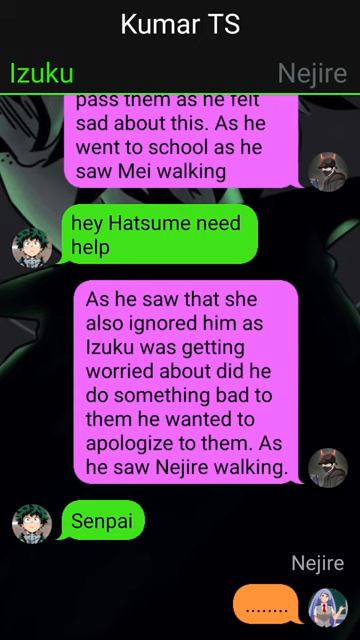 Kumar TS
Izuku
Nejire
pass them as he felt
sad about this. As he
went to school as he
saw Mei walking
hey Hatsume need
help
As he saw that she
also ignored him as
Izuku was getting
worried about did he
do something bad to
them he wanted to
apologize to them. As
he saw Nejire walking.
Senpai
Nejire
........